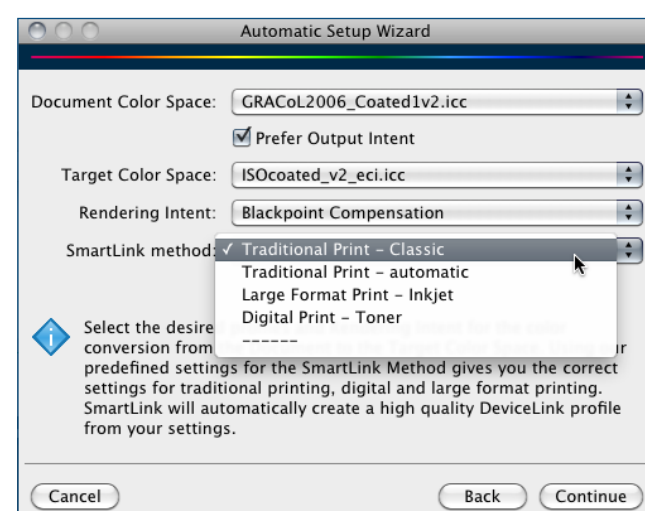 Automatic Setup Wizard
Document Color Space: GRACoL2006_Coated1v2.icc
Prefer Output Intent
Target Color Space: ISOcoated_v2_eci.icc
Rendering Intent: Blackpoint Compensation
SmartLink method: ✓ Traditional Print – Classic
Traditional Print – automatic
Large Format Print – Inkjet
Digital Print – Toner
------
Select the desired
conversion from
predefined settings for the SmartLink Method gives you the correct
settings for traditional printing, digital and large format printing.
SmartLink will automatically create a high quality DeviceLink profile
from your settings.
Cancel Back Continue